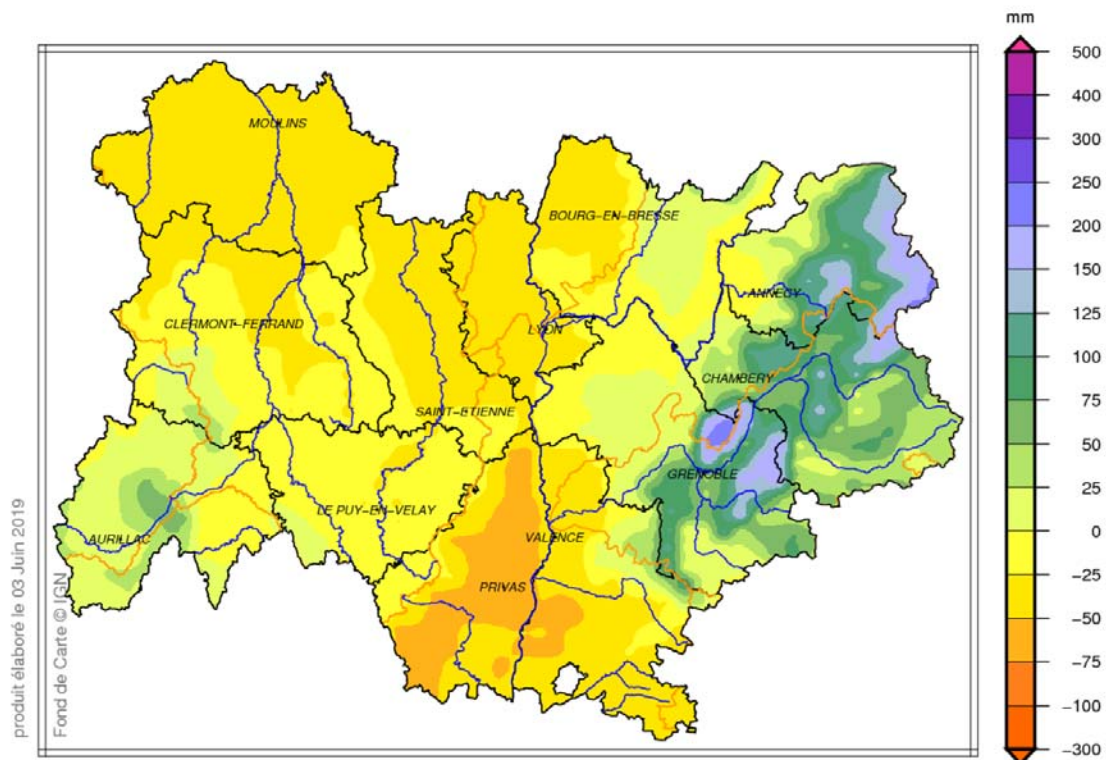 mm
500
400
300
250
200
150
125
100
75
50
25
0
−25
−50
−75
−100
−300
MOULINS
BOURG−EN−BRESSE
ANNECY
CLERMONT−FERRAND
LYON
CHAMBERY
SAINT−ETIENNE
GRENOBLE
LE PUY−EN−VELAY
AURILLAC
VALENCE
PRIVAS
produit élaboré le 03 Juin 2019
Fond de Carte © IGN